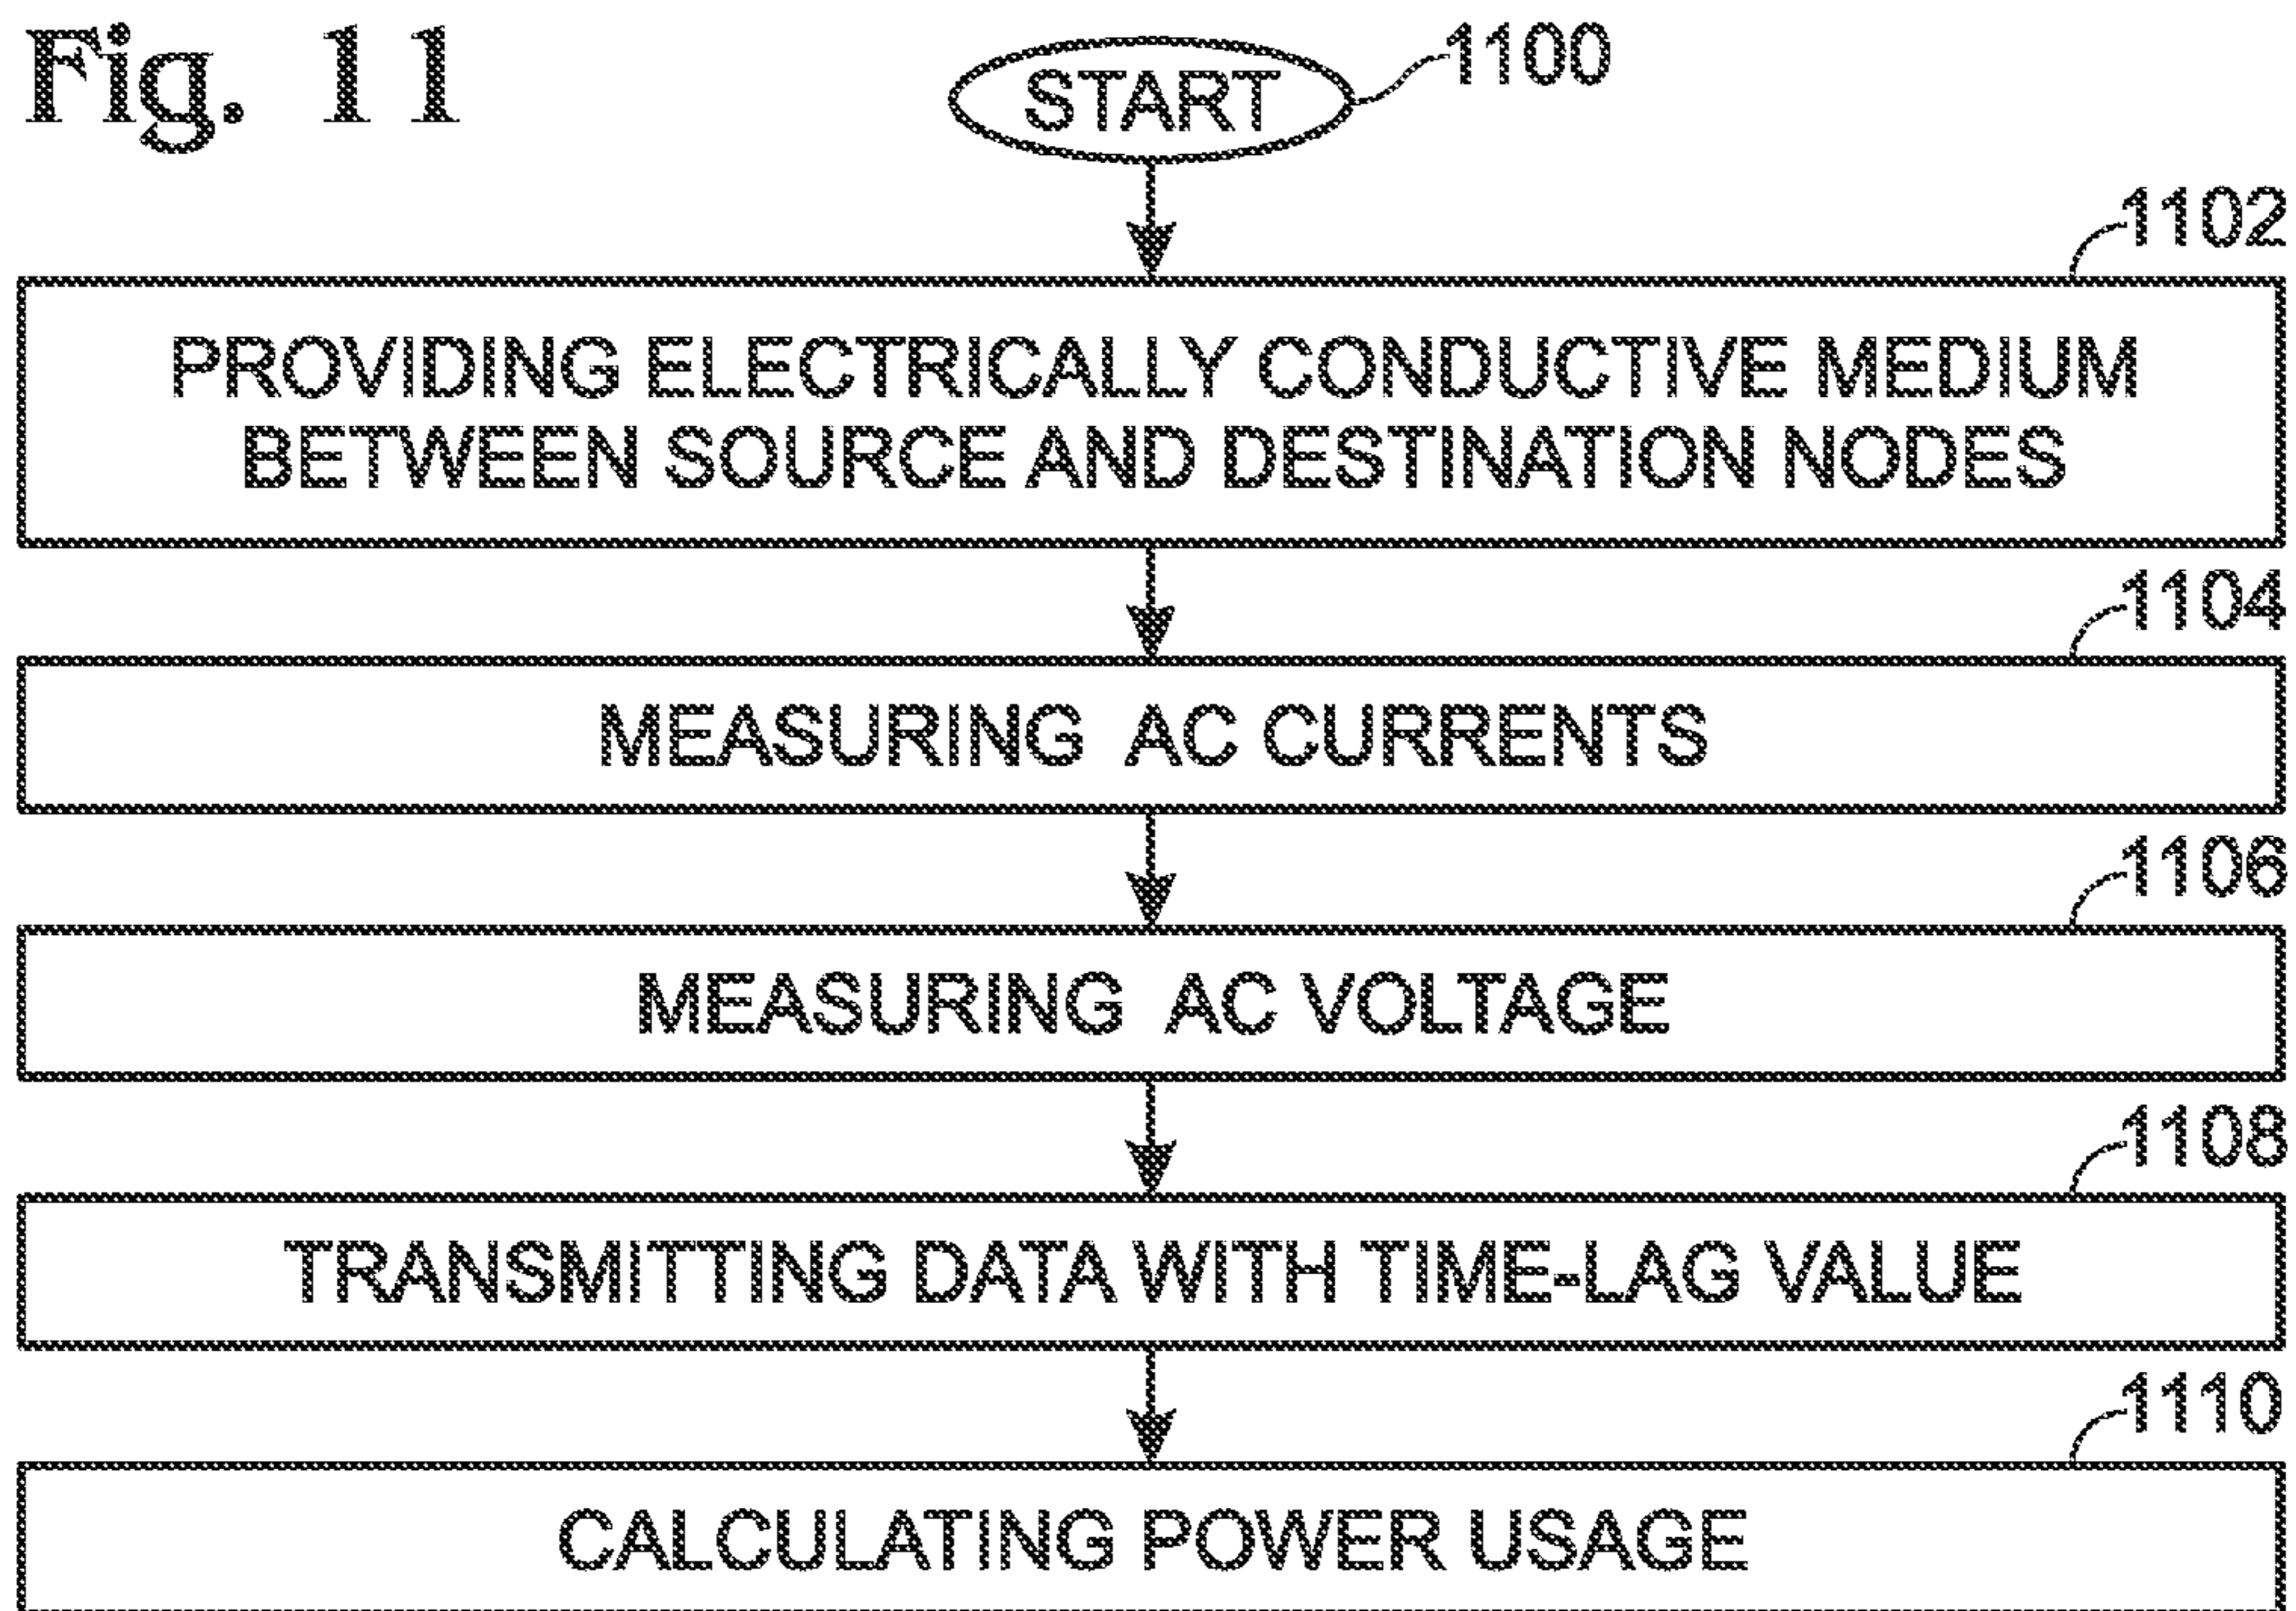 Fig. 11
START
1100
1102
PROVIDING ELECTRICALLY CONDUCTIVE MEDIUM
BETWEEN SOURCE AND DESTINATION NODES
1104
MEASURING AC CURRENTS
1106
MEASURING AC VOLTAGE
1108
TRANSMITTING DATA WITH TIME-LAG VALUE
1110
CALCULATING POWER USAGE